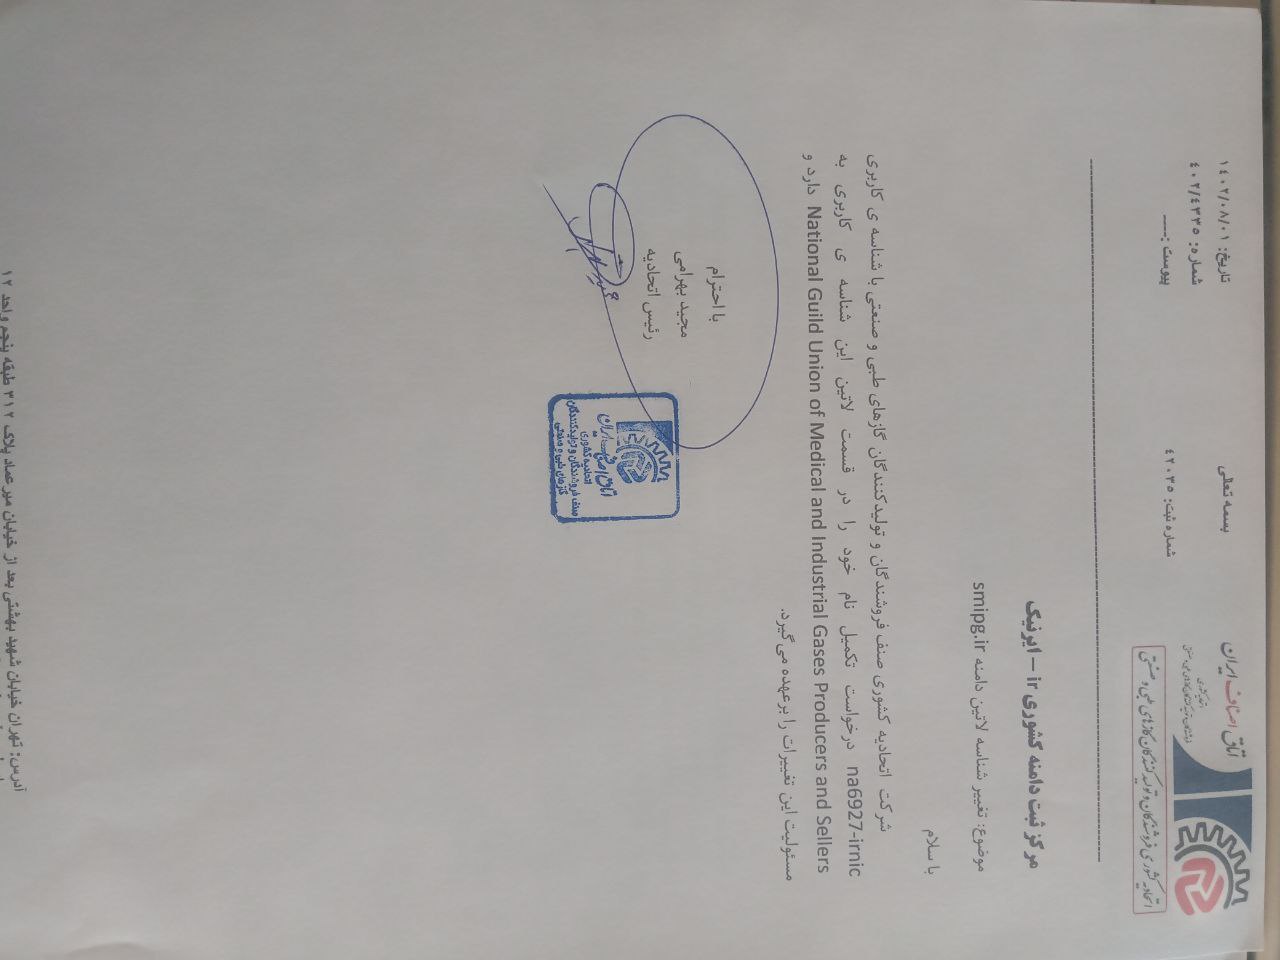 اتاق اصناف ایران
اتحادیه کشوری
فروشندگان و تولیدکنندگان گازهای طبی و صنعتی
اتحادیه کشوری فروشندگان و تولیدکنندگان گازهای طبی و صنعتی
بسمه تعالی
شماره ثبت: ۴۲۰۳۵
تاریخ: ۱۴۰۲/۰۸/۰۱
شماره: ۴۰۲/۴۳۳۵
پیوست :----
مرکز ثبت دامنه کشوری ir – ایرنیک
موضوع: تغییر شناسه لاتین دامنه smipg.ir
با سلام
شرکت اتحادیه کشوری صنف فروشندگان و تولیدکنندگان گازهای طبی و صنعتی با شناسه ی کاربری
na6927-irnic درخواست تکمیل نام خود را در قسمت لاتین این شناسه ی کاربری به
National Guild Union of Medical and Industrial Gases Producers and Sellers دارد و
مسئولیت این تغییرات را برعهده می‌گیرد.
با احترام
مجید بهرامی
رئیس اتحادیه
اتاق اصناف ایران
اتحادیه کشوری
صنف فروشندگان و تولیدکنندگان
گازهای طبی و صنعتی
آدرس: تهران خیابان شهید بهشتی بعد از خیابان میرعماد پلاک ۳۱۲ طبقه پنجم واحد ۱۲